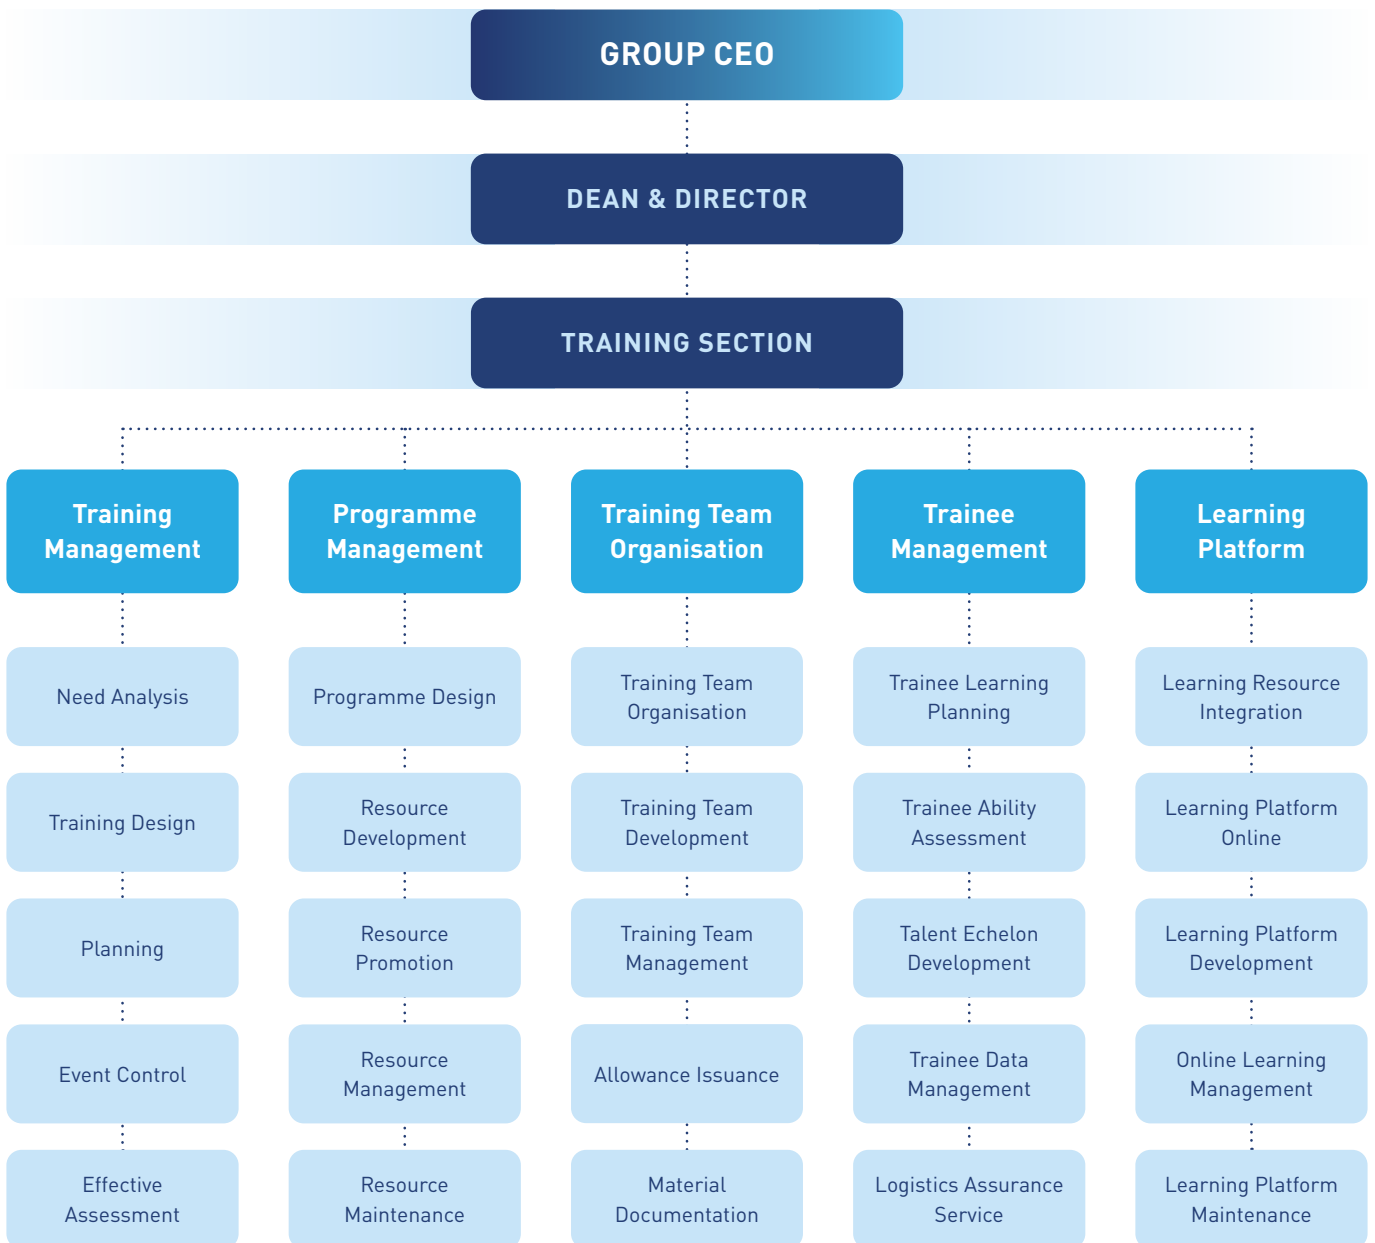 GROUP CEO
DEAN & DIRECTOR
TRAINING SECTION
Training
Management
Programme
Management
Training Team
Organisation
Trainee
Management
Learning
Platform
Need Analysis
Programme Design
Training Team
Organisation
Trainee Learning
Planning
Learning Resource
Integration
Training Design
Resource
Development
Training Team
Development
Trainee Ability
Assessment
Learning Platform
Online
Planning
Resource
Promotion
Training Team
Management
Talent Echelon
Development
Learning Platform
Development
Event Control
Resource
Management
Allowance Issuance
Trainee Data
Management
Online Learning
Management
Effective
Assessment
Resource
Maintenance
Material
Documentation
Logistics Assurance
Service
Learning Platform
Maintenance